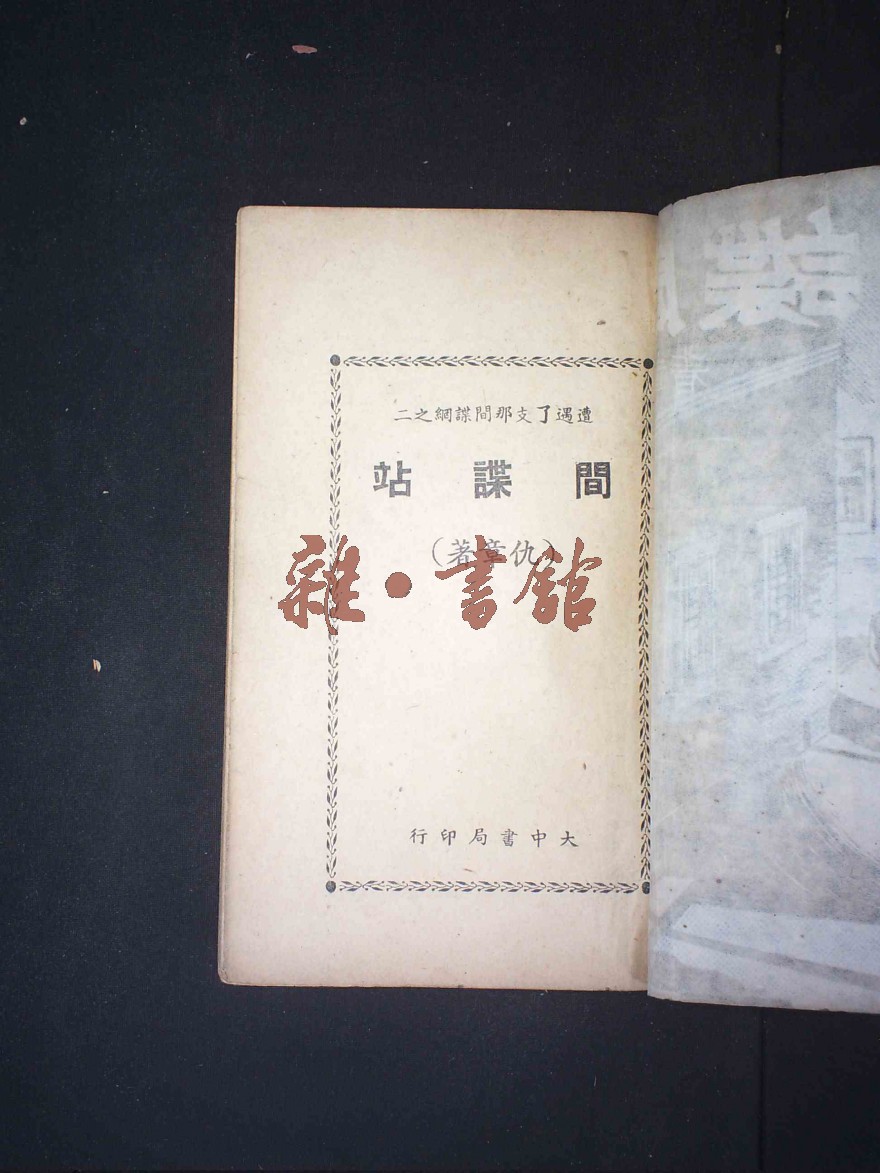 遭遇了支那間諜網之二
間諜站
（仇章著）
雜·書館
大中書局印行
諜